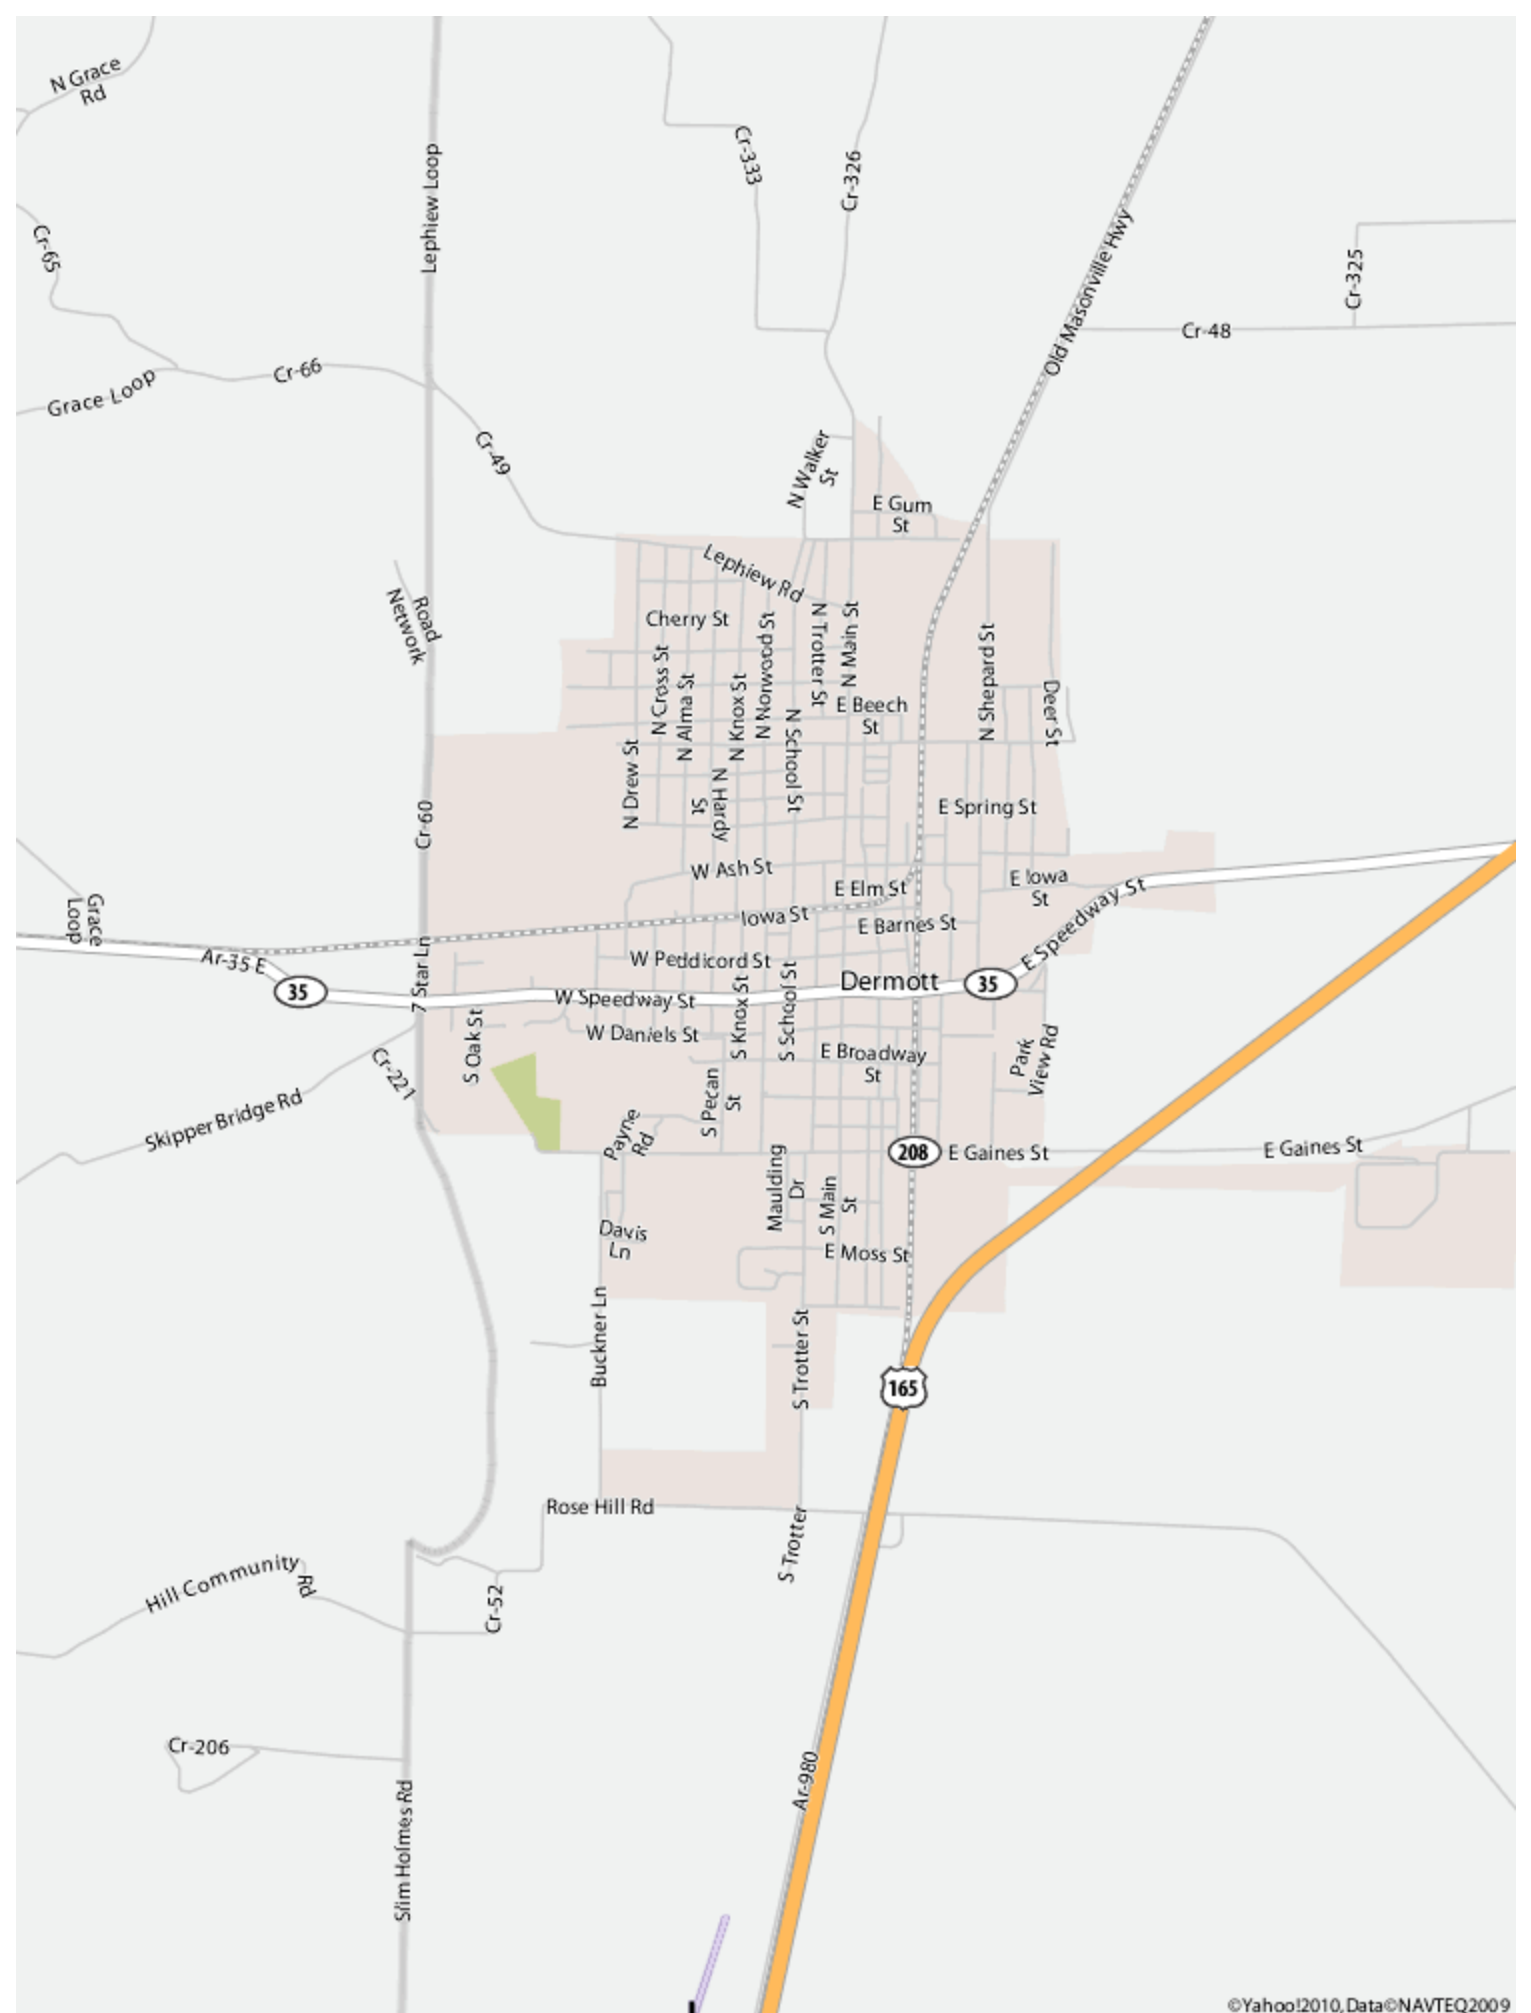 N Grace
Rd
Lephiew Loop
Cr-333
Cr-326
Old Masonville Hwy
Cr-325
Cr-48
Cr-65
Grace Loop
Cr-66
Cr-49
N Walker
St
E Gum
St
Lephiew Rd
Road
Network
Cherry St
N Cross St
N Alma St
N Knox St
N Norwood St
N Trotter St
N Main St
N Shepard St
Deer St
E Beech
St
N School St
N Drew St
N Hardy
St
E Spring St
Cr-60
W Ash St
E Elm St
E Iowa
St
Iowa St
E Barnes St
E Speedway St
Grace
Loop
Ar-35 E
35
7 Star Ln
W Peddicord St
Dermott
35
W Speedway St
W Daniels St
S Knox St
S School St
S Oak St
E Broadway
St
Park
View Rd
Cr-221
Skipper Bridge Rd
S Pecan
St
Payne
Rd
208
E Gaines St
E Gaines St
Maulding
Dr
S Main
St
Davis
Ln
E Moss St
Buckner Ln
S Trotter St
165
Rose Hill Rd
S Trotter
Hill Community
Rd
Cr-52
Cr-206
Slim Holmes Rd
Ar-980
©Yahoo!2010, Data©NAVTEQ2009